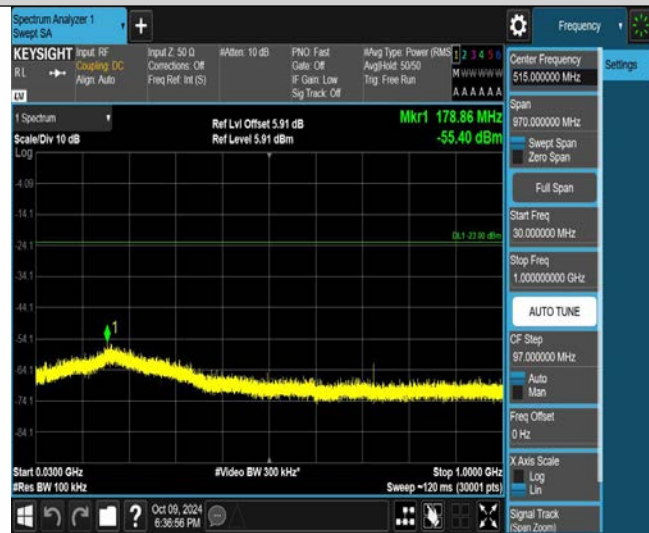 Spectrum Analyzer 1
Swept SA
+
Frequency
KEYSIGHT
RL
LXI
Input: RF
Coupling: DC
Align: Auto
Input Z: 50 Ω
Corrections: Off
Freq Ref: Int (S)
#Atten: 10 dB
PNO: Fast
Gate: Off
IF Gain: Low
Sig Track: Off
#Avg Type: Power (RMS
Avg|Hold: 50/50
Trig: Free Run
1 2 3 4 5 6
M W W W W W
A A A A A A
1 Spectrum
Scale/Div 10 dB
Log
Ref Lvl Offset 5.91 dB
Ref Level 5.91 dBm
Mkr1 178.86 MHz
-55.40 dBm
-4.09
-14.1
-24.1
-34.1
-44.1
-54.1
-64.1
-74.1
-84.1
DL1 -23.00 dBm
1
Start 0.0300 GHz
#Res BW 100 kHz
#Video BW 300 kHz*
Stop 1.0000 GHz
Sweep ~120 ms (30001 pts)
Oct 09, 2024
6:36:56 PM
?
Center Frequency
515.000000 MHz
Span
970.000000 MHz
Swept Span
Zero Span
Full Span
Start Freq
30.000000 MHz
Stop Freq
1.000000000 GHz
AUTO TUNE
CF Step
97.000000 MHz
Auto
Man
Freq Offset
0 Hz
X Axis Scale
Log
Lin
Signal Track
(Span Zoom)
Settings